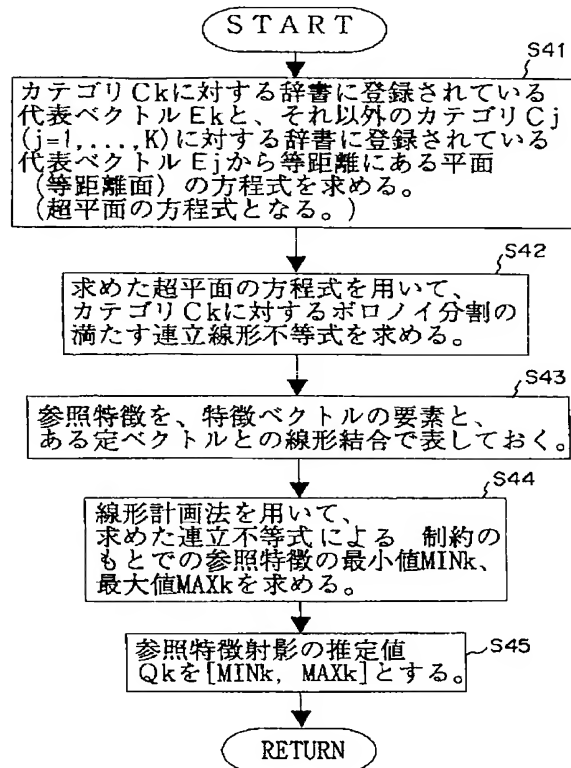 START
S41
カテゴリCkに対する辞書に登録されている
代表ベクトルEkと、それ以外のカテゴリCj
(j=1,...,K)に対する辞書に登録されている
代表ベクトルEjから等距離にある平面
(等距離面)の方程式を求める。
(超平面の方程式となる。)
S42
求めた超平面の方程式を用いて、
カテゴリCkに対するボロノイ分割の
満たす連立線形不等式を求める。
S43
参照特徴を、特徴ベクトルの要素と、
ある定ベクトルとの線形結合で表しておく。
S44
線形計画法を用いて、
求めた連立不等式による 制約の
もとでの参照特徴の最小値MINk、
最大値MAXkを求める。
S45
参照特徴射影の推定値
Qkを[MINk, MAXk]とする。
RETURN